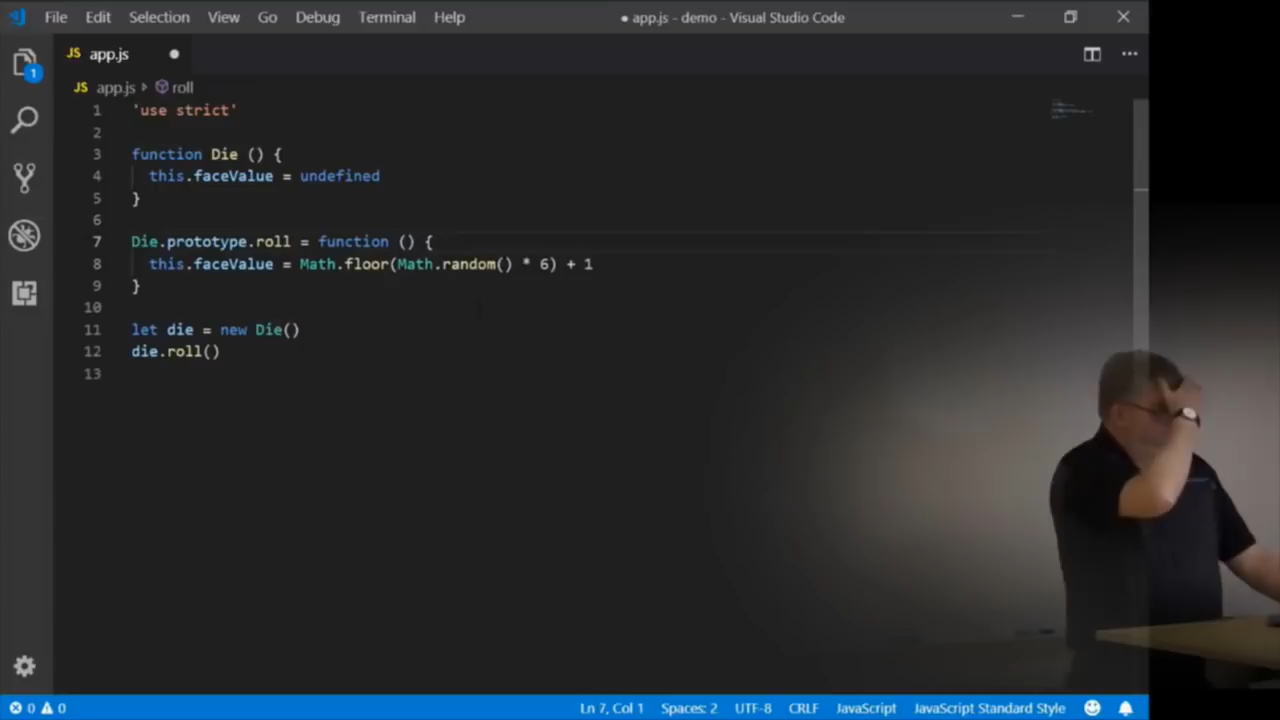 File Edit Selection View Go Debug Terminal Help
● app.js - demo - Visual Studio Code
JS app.js ●
JS app.js roll
1
1 'use strict'
2
3 function Die () {
4 this.faceValue = undefined
5 }
6
7 Die.prototype.roll = function () {
8 this.faceValue = Math.floor(Math.random() * 6) + 1
9 }
10
11 let die = new Die()
12 die.roll()
13
0 0 Ln 7, Col 1 Spaces: 2 UTF-8 CRLF JavaScript JavaScript Standard Style